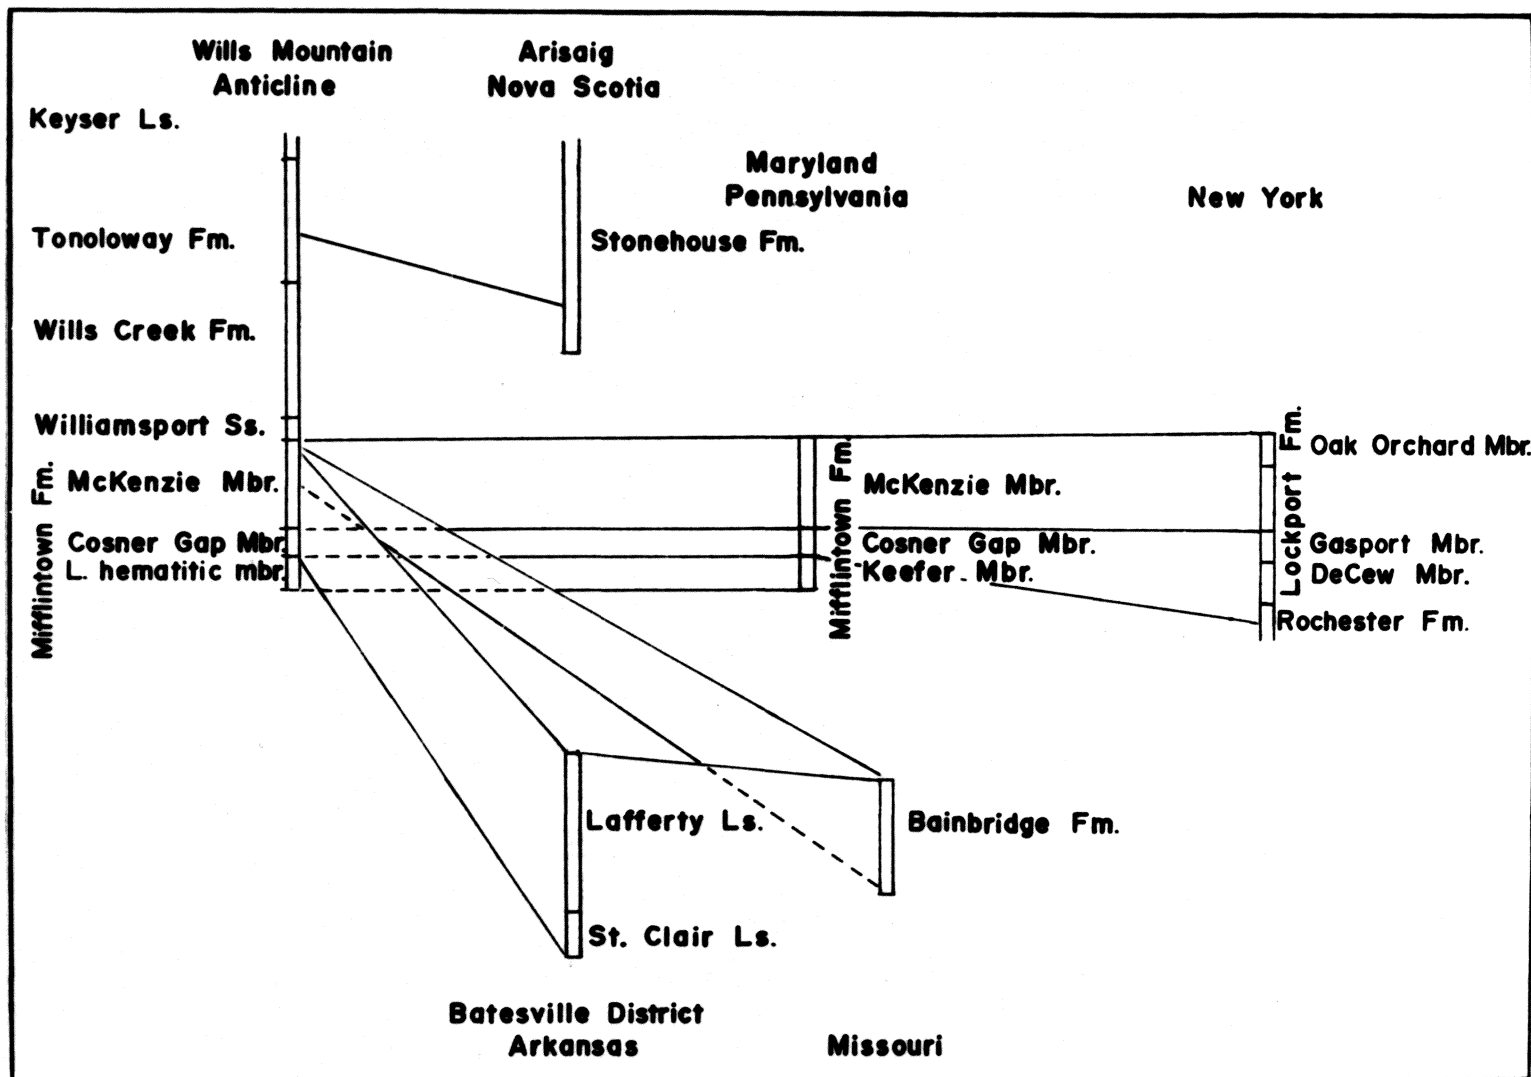 Wills Mountain
Anticline
Arisaig
Nova Scotia
Maryland
Pennsylvania
New York
Keyser Ls.
Tonoloway Fm.
Wills Creek Fm.
Williamsport Ss.
Mifflintown Fm.
McKenzie Mbr.
Cosner Gap Mbr.
L. hematitic mbr.
Stonehouse Fm.
Mifflintown Fm.
McKenzie Mbr.
Cosner Gap Mbr.
Keefer Mbr.
Lockport Fm.
Oak Orchard Mbr.
Gasport Mbr.
DeCew Mbr.
Rochester Fm.
Lafferty Ls.
St. Clair Ls.
Bainbridge Fm.
Batesville District
Arkansas
Missouri